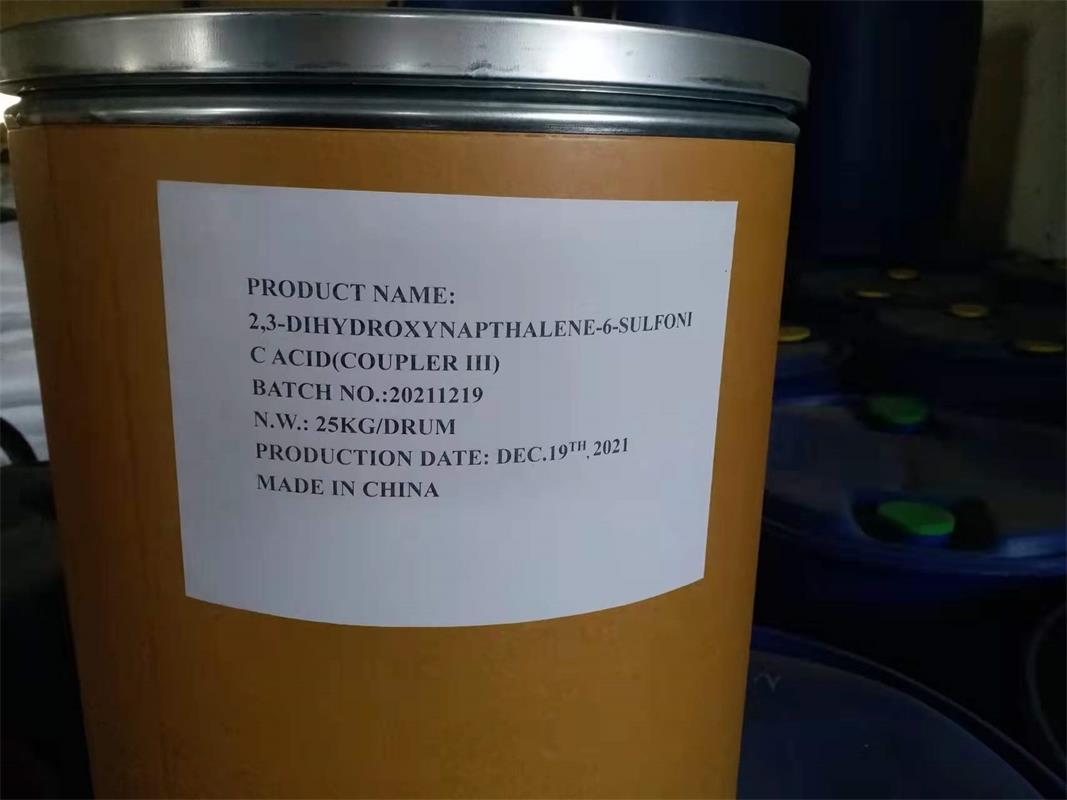 PRODUCT NAME:
2,3-DIHYDROXYNAPTHALENE-6-SULFONI
C ACID(COUPLER III)
BATCH NO.:20211219
N.W.: 25KG/DRUM
PRODUCTION DATE: DEC.19TH, 2021
MADE IN CHINA